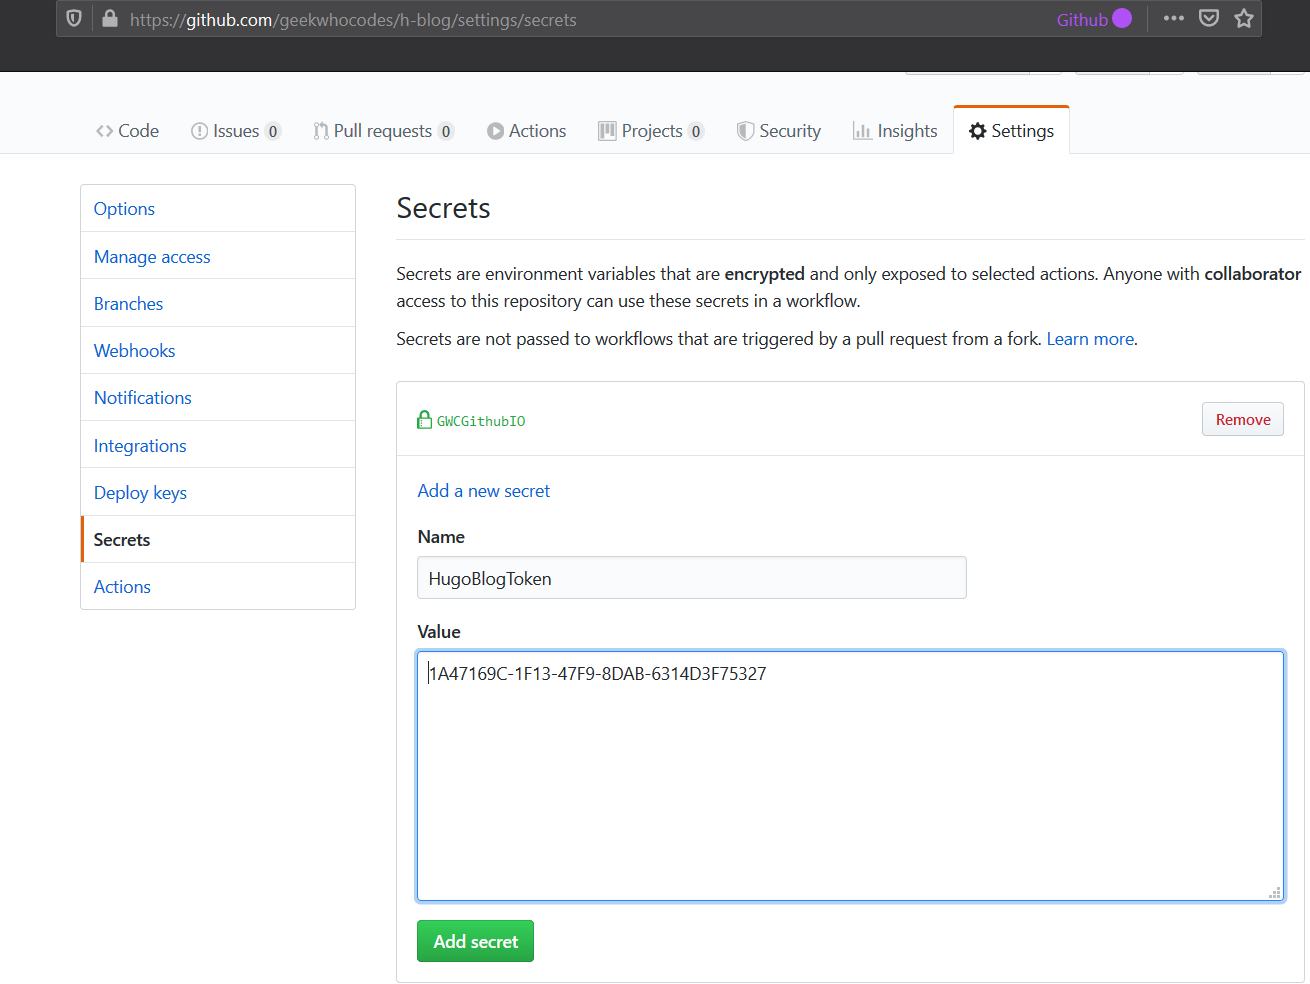 https://github.com/geekwhocodes/h-blog/settings/secrets Github
Code Issues 0 Pull requests 0 Actions Projects 0 Security Insights Settings
Options
Manage access
Branches
Webhooks
Notifications
Integrations
Deploy keys
Secrets
Actions
Secrets
Secrets are environment variables that are encrypted and only exposed to selected actions. Anyone with collaborator
access to this repository can use these secrets in a workflow.
Secrets are not passed to workflows that are triggered by a pull request from a fork. Learn more.
GWCGithubIO Remove
Add a new secret
Name
HugoBlogToken
Value
1A47169C-1F13-47F9-8DAB-6314D3F75327
Add secret